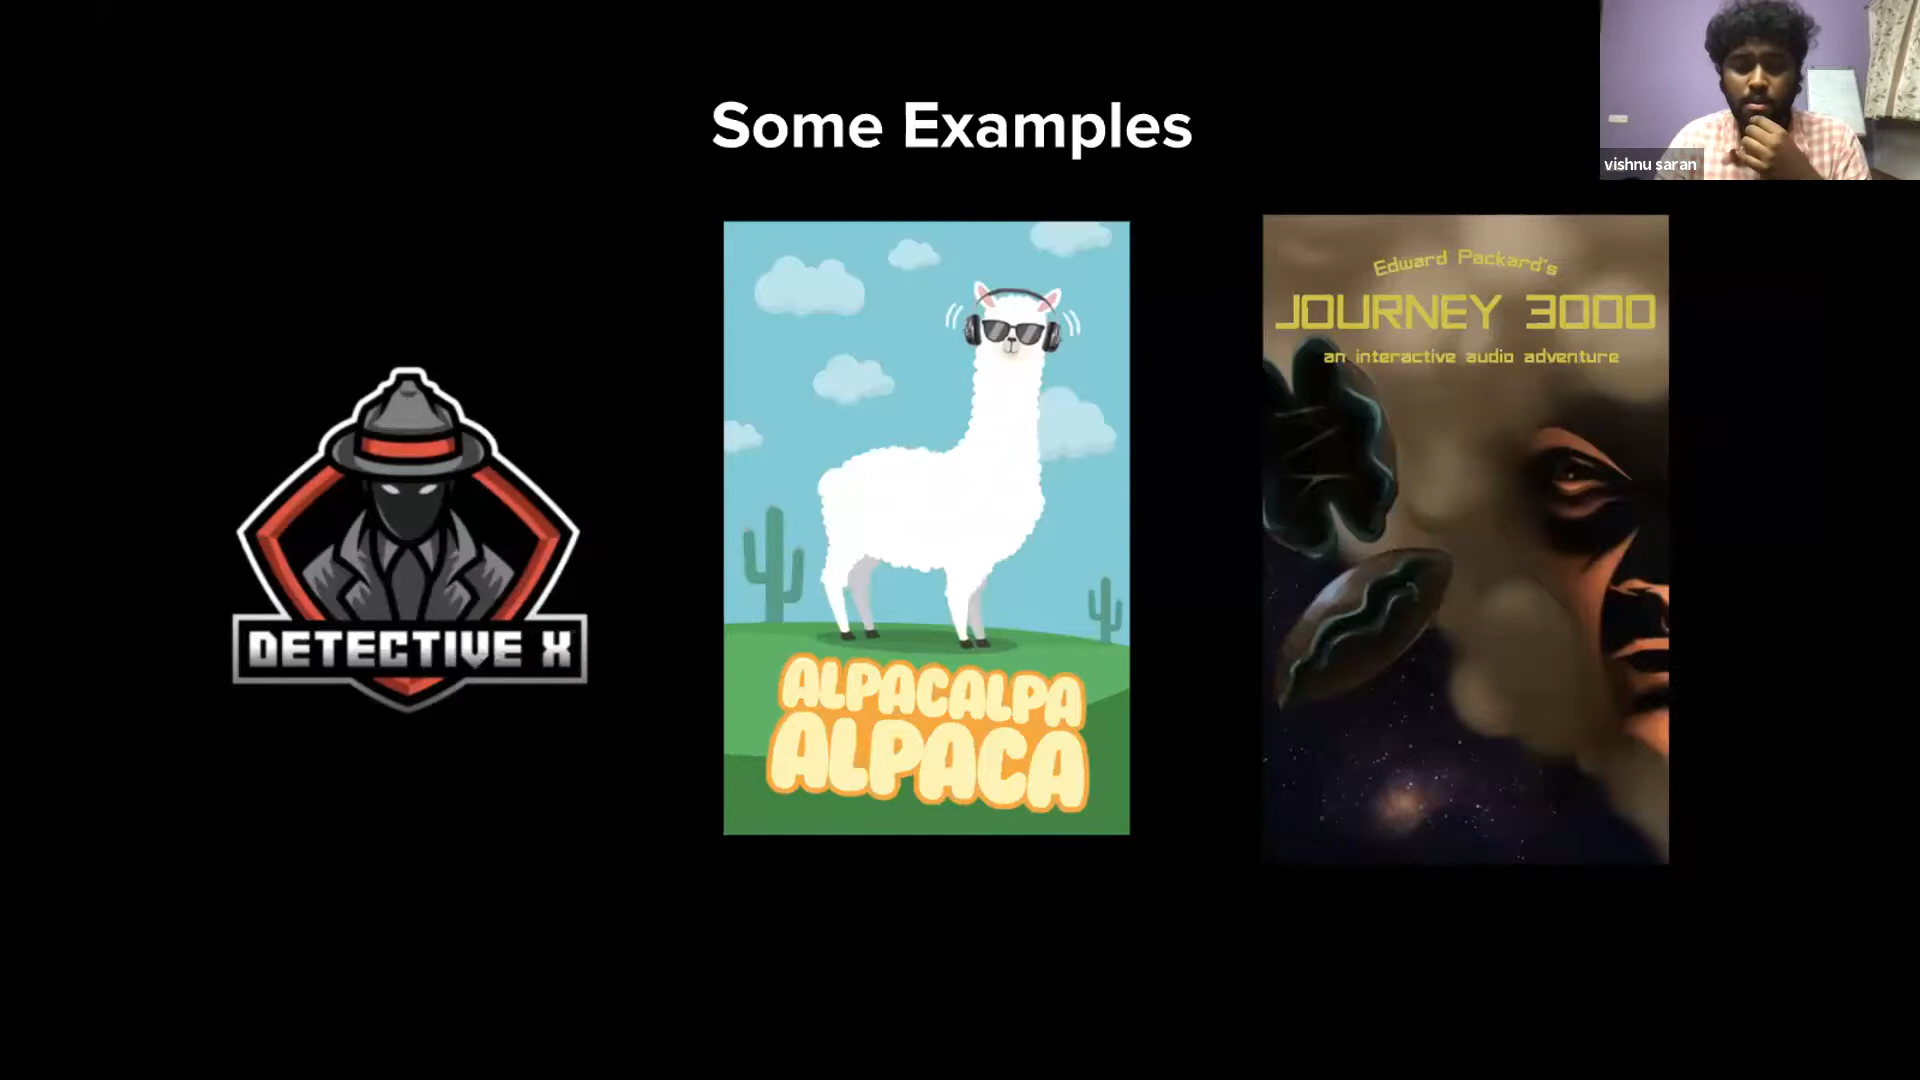 Some Examples
vishnu saran
DETECTIVE X
ALPACALPA
ALPACA
Edward Packard's
JOURNEY 3000
an interactive audio adventure